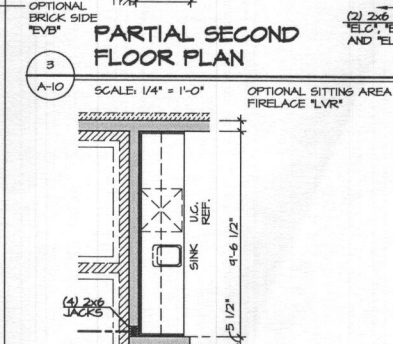 OPTIONAL
BRICK SIDE
"EVB"
PARTIAL SECOND
FLOOR PLAN
(2) 2x6
"ELC",
AND
3
A-10
SCALE: 1/4" = 1'-0"
OPTIONAL SITTING AREA
FIRELACE "LVR"
U.C.
REF.
SINK
9'-6 1/2"
(4) 2x6
JACKS
5 1/2"